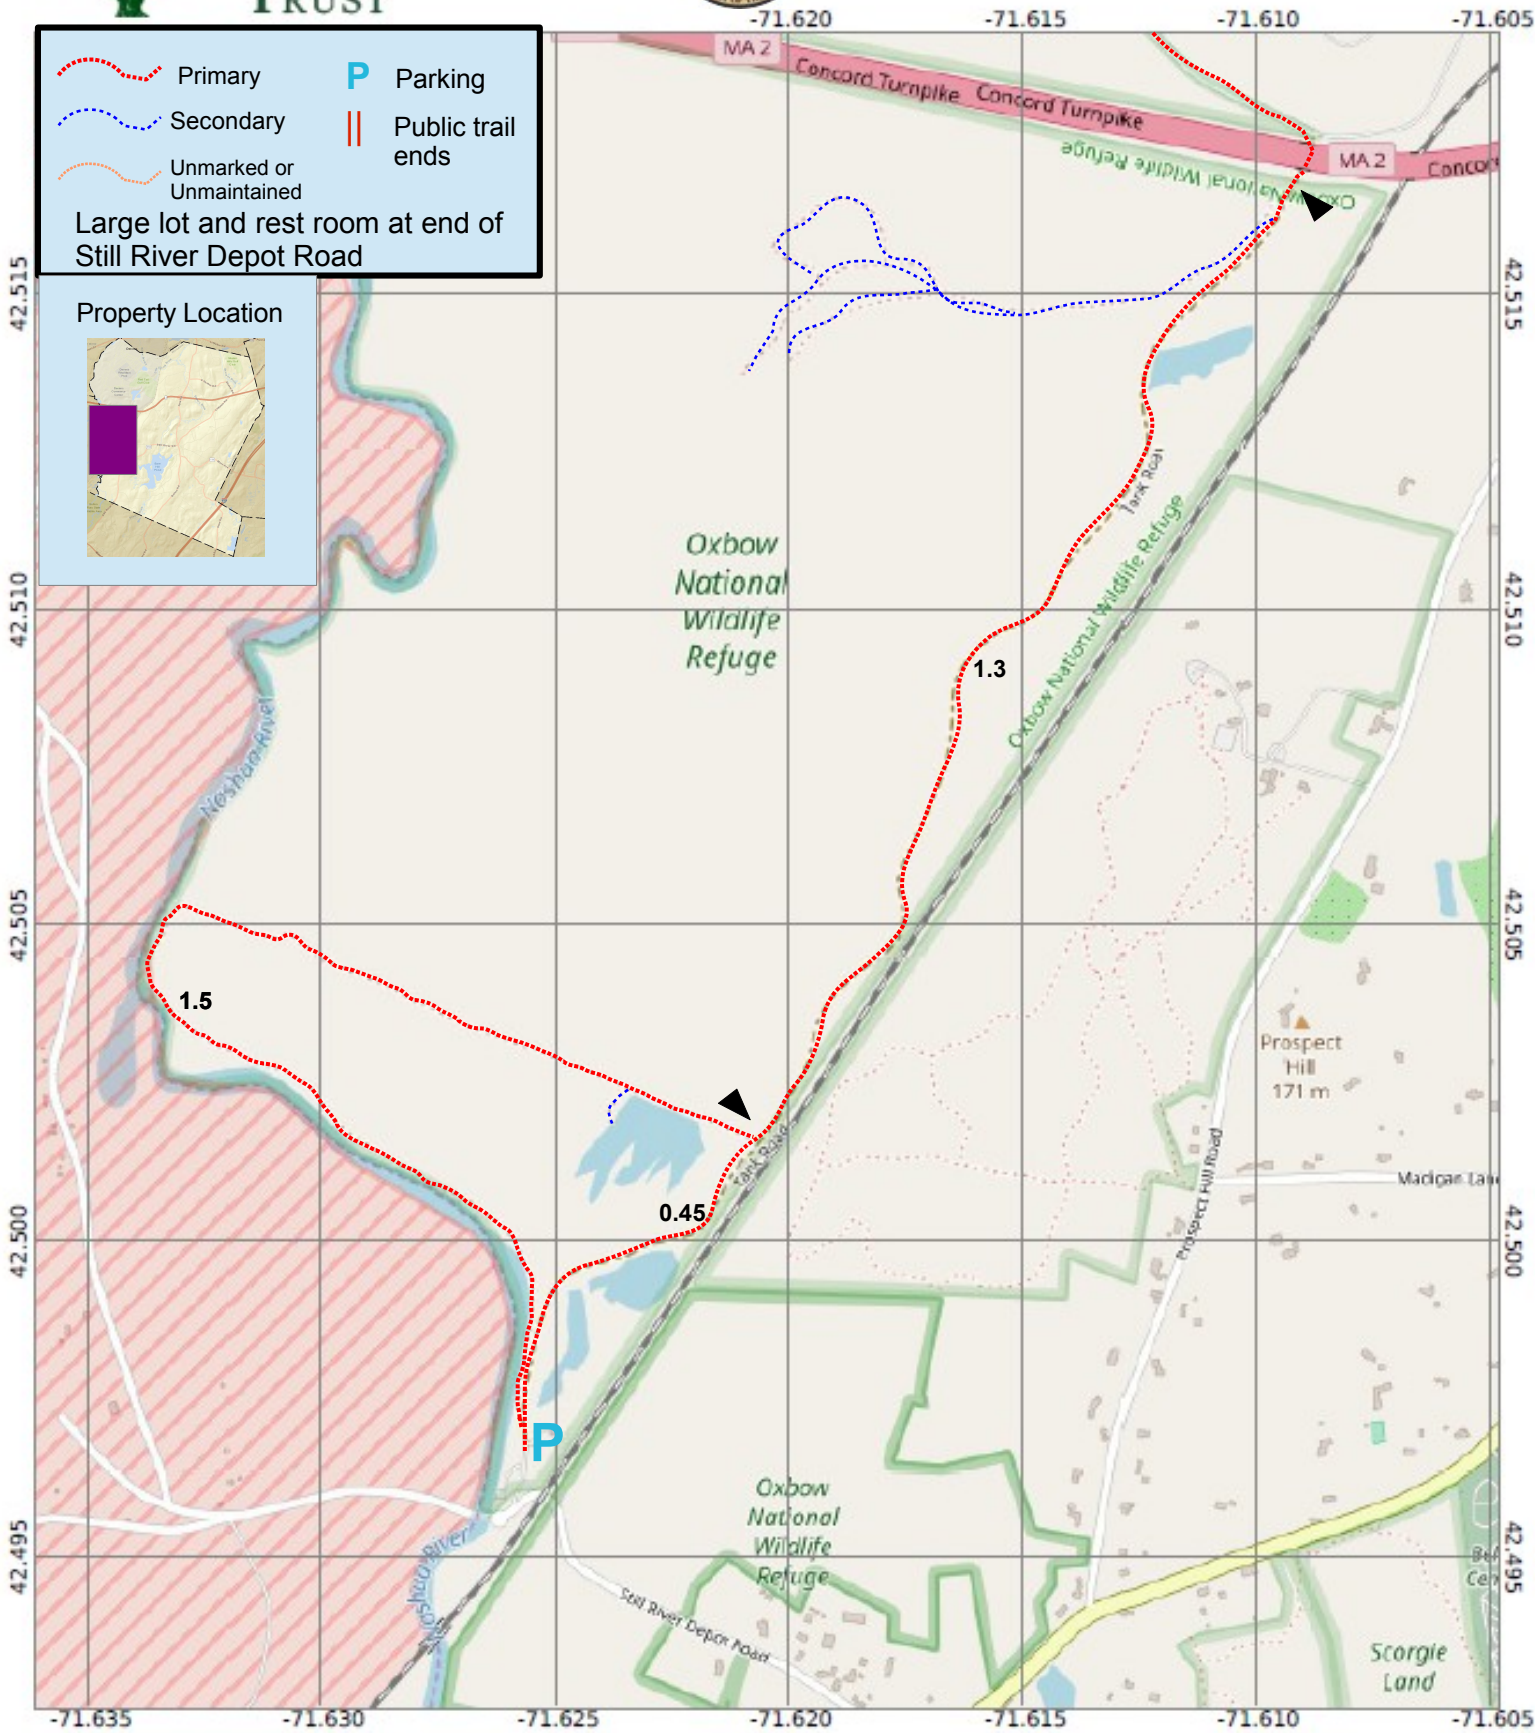 TRUST
-71.620
-71.615
-71.610
-71.605
Primary
Secondary
Unmarked or
Unmaintained
P Parking
Public trail
ends
Large lot and rest room at end of
Still River Depot Road
Property Location
MA 2
Concord Turnpike
Concord Turnpike
MA 2
Concord
Oxbow National Wildlife Refuge
42.515
42.515
Tank Road
Oxbow
National
Wildlife
Refuge
Oxbow National Wildlife Refuge
42.510
42.510
1.3
Nashua River
42.505
42.505
1.5
Prospect
Hill
171 m
Tank Road
Prospect Hill Road
Madigan Lane
0.45
42.500
42.500
P
Oxbow
National
Wildlife
Refuge
Nashua River
42.495
42.495
Bel
Cem
Still River Depot Road
Scorgie
Land
-71.635
-71.630
-71.625
-71.620
-71.615
-71.610
-71.605